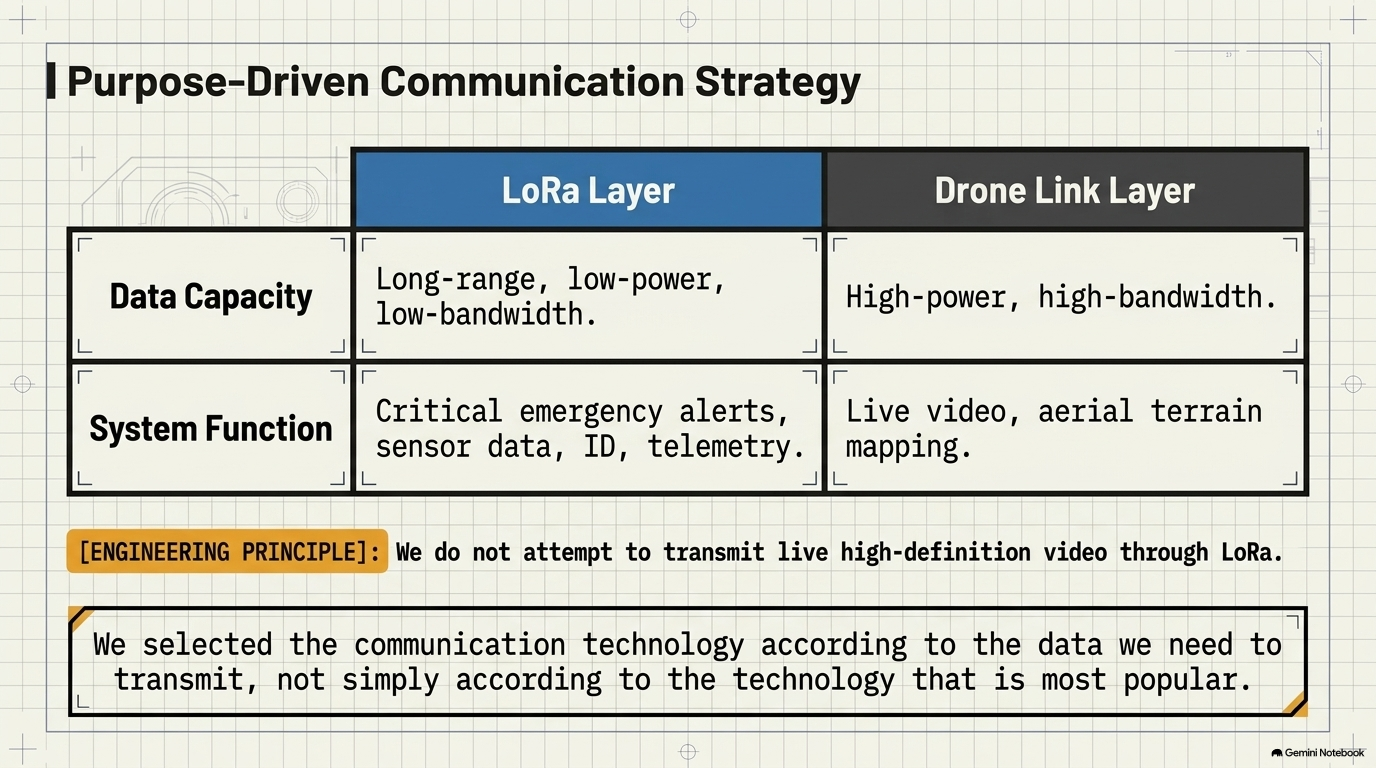 Purpose-Driven Communication Strategy
LoRa Layer
Drone Link Layer
Data Capacity
Long-range, low-power,
low-bandwidth.
High-power, high-bandwidth.
System Function
Critical emergency alerts,
sensor data, ID, telemetry.
Live video, aerial terrain
mapping.
[ENGINEERING PRINCIPLE]: We do not attempt to transmit live high-definition video through LoRa.
We selected the communication technology according to the data we need to
transmit, not simply according to the technology that is most popular.
Gemini Notebook